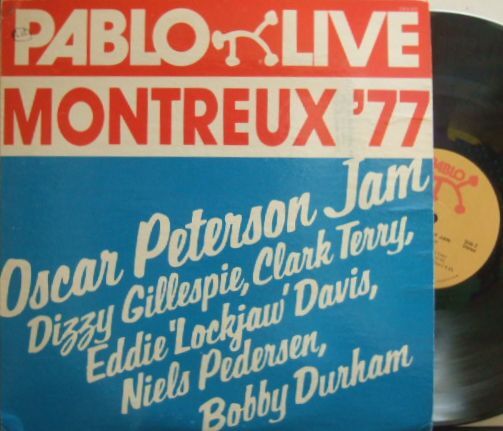 PABLO LIVE
MONTREUX '77
Oscar Peterson Jam
Dizzy Gillespie, Clark Terry,
Eddie 'Lockjaw' Davis,
Niels Pedersen,
Bobby Durham
PABLO